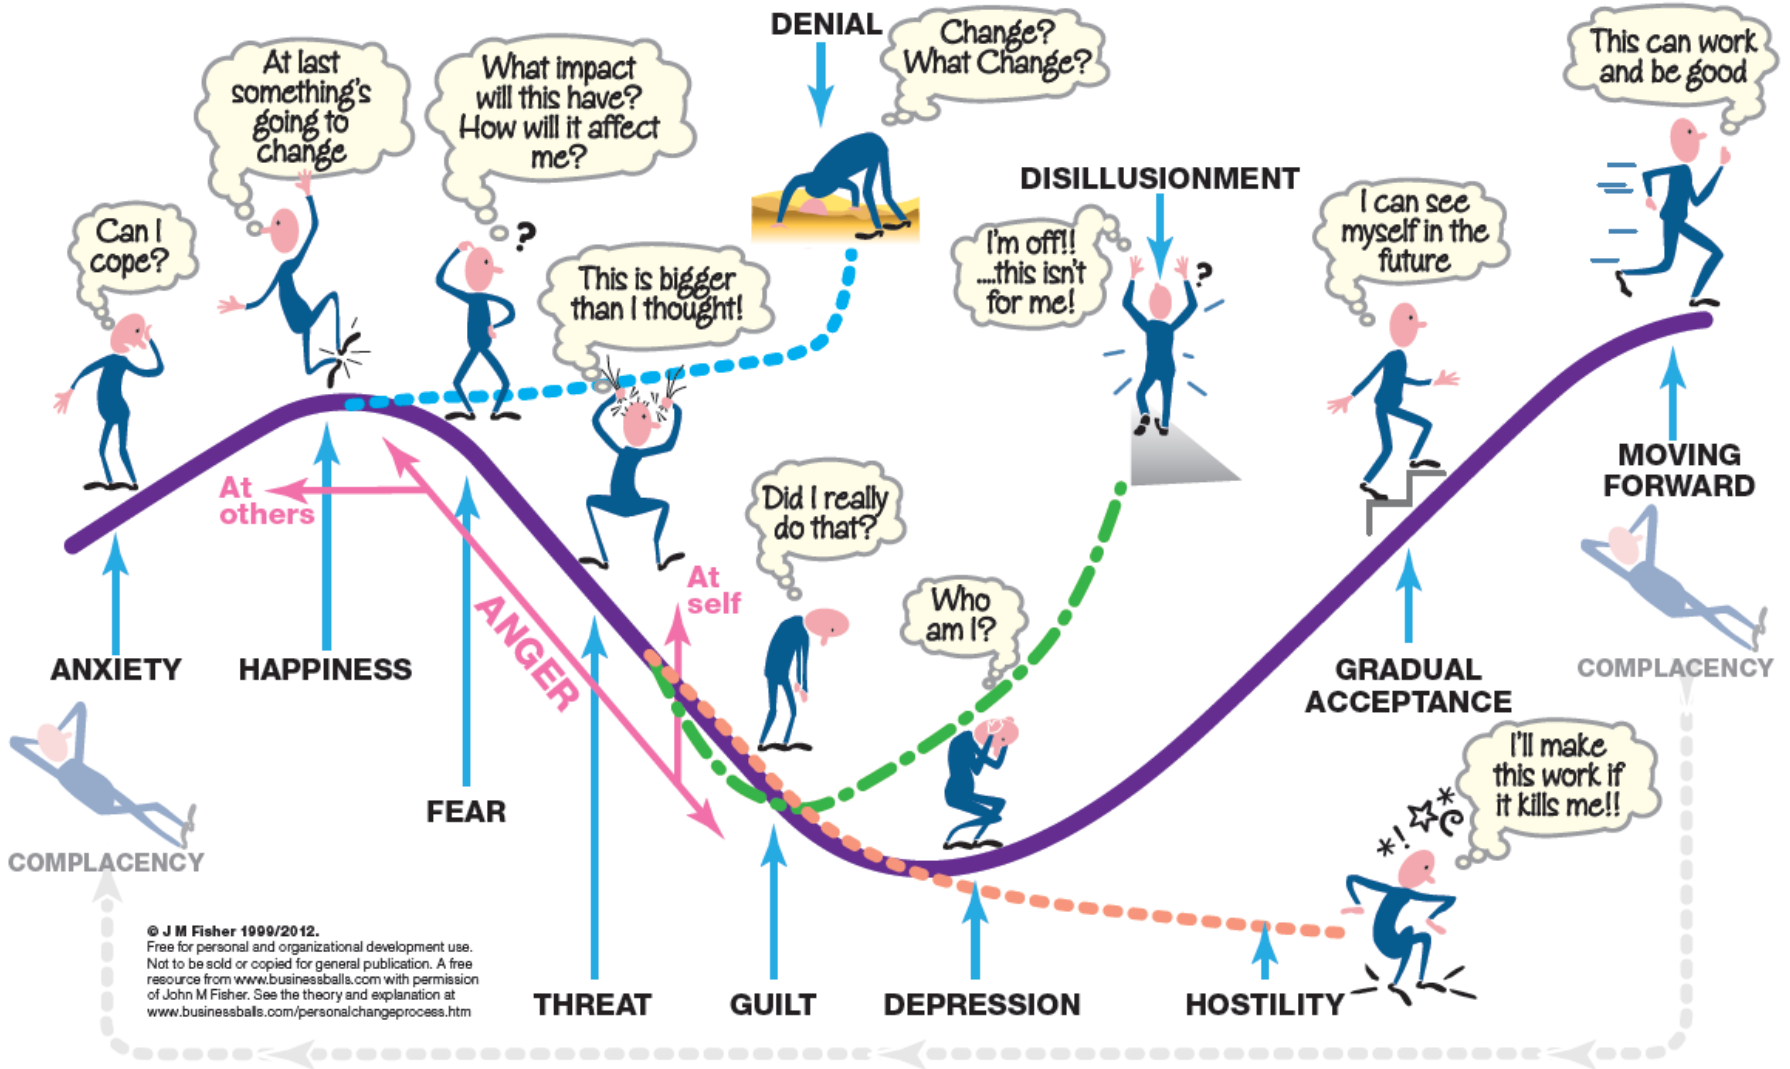 DENIAL
Change?
What Change?
This can work
and be good
At last
something's
going to
change
What impact
will this have?
How will it affect
me?
?
DISILLUSIONMENT
I can see
myself in the
future
Can I
cope?
This is bigger
than I thought!
I'm off!!
....this isn't
for me!
?
MOVING
FORWARD
At
others
Did I really
do that?
ANGER
At
self
Who
am I?
ANXIETY
HAPPINESS
GRADUAL
ACCEPTANCE
COMPLACENCY
FEAR
I'll make
this work if
it kills me!!
*!☆*
COMPLACENCY
© J M Fisher 1999/2012.
Free for personal and organizational development use.
Not to be sold or copied for general publication. A free
resource from www.businessballs.com with permission
of John M Fisher. See the theory and explanation at
www.businessballs.com/personalchangeprocess.htm
THREAT
GUILT
DEPRESSION
HOSTILITY